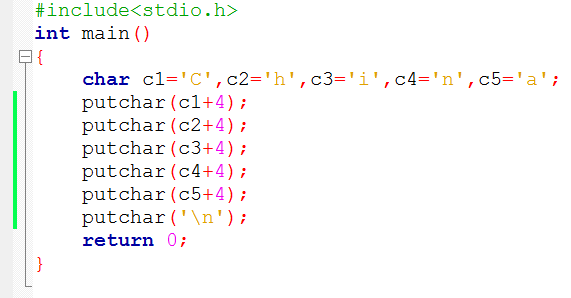 #include<stdio.h>
int main()
{
    char c1='C',c2='h',c3='i',c4='n',c5='a';
    putchar(c1+4);
    putchar(c2+4);
    putchar(c3+4);
    putchar(c4+4);
    putchar(c5+4);
    putchar('\n');
    return 0;
}